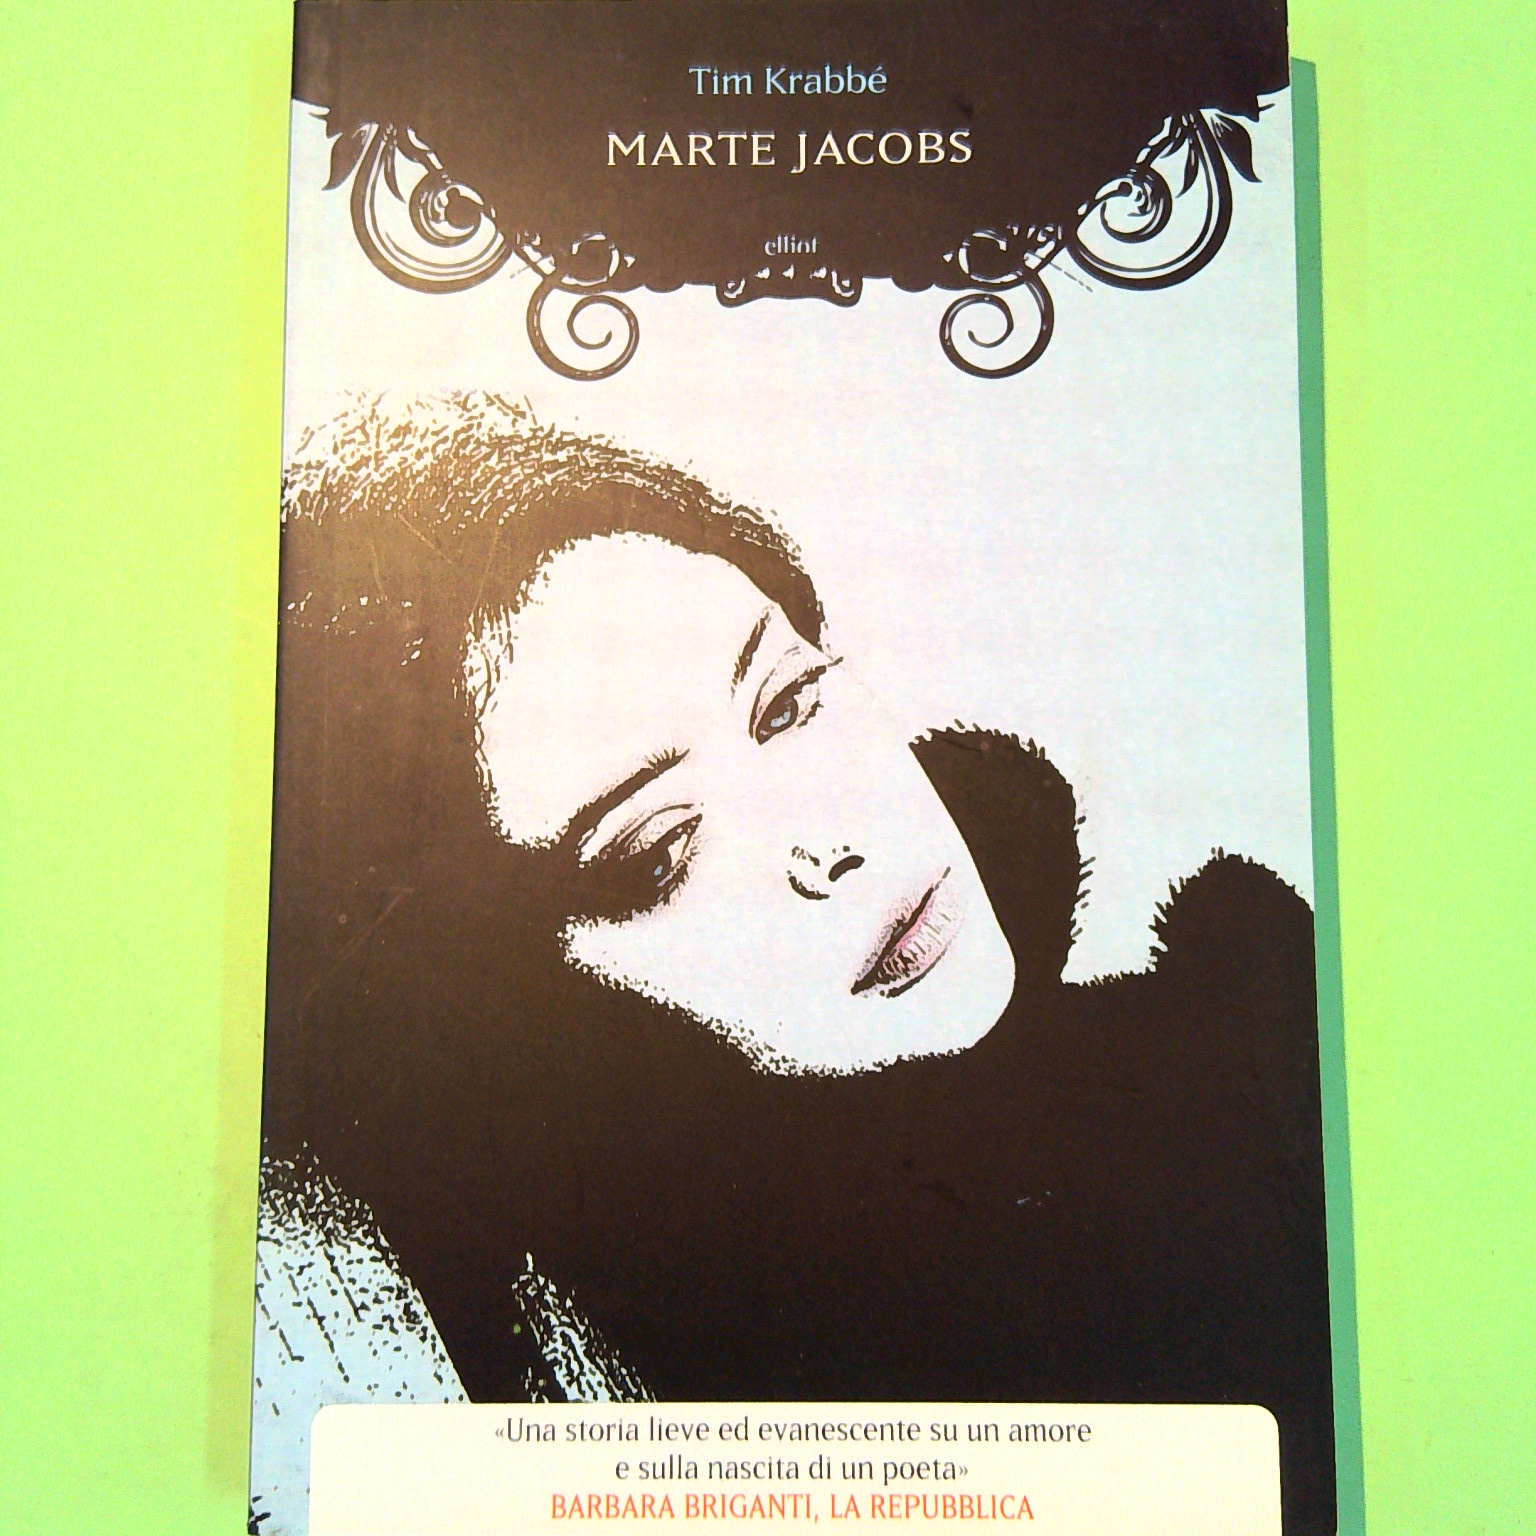 Tim Krabbé
MARTE JACOBS
elliot
«Una storia lieve ed evanescente su un amore
e sulla nascita di un poeta»
BARBARA BRIGANTI, LA REPUBBLICA